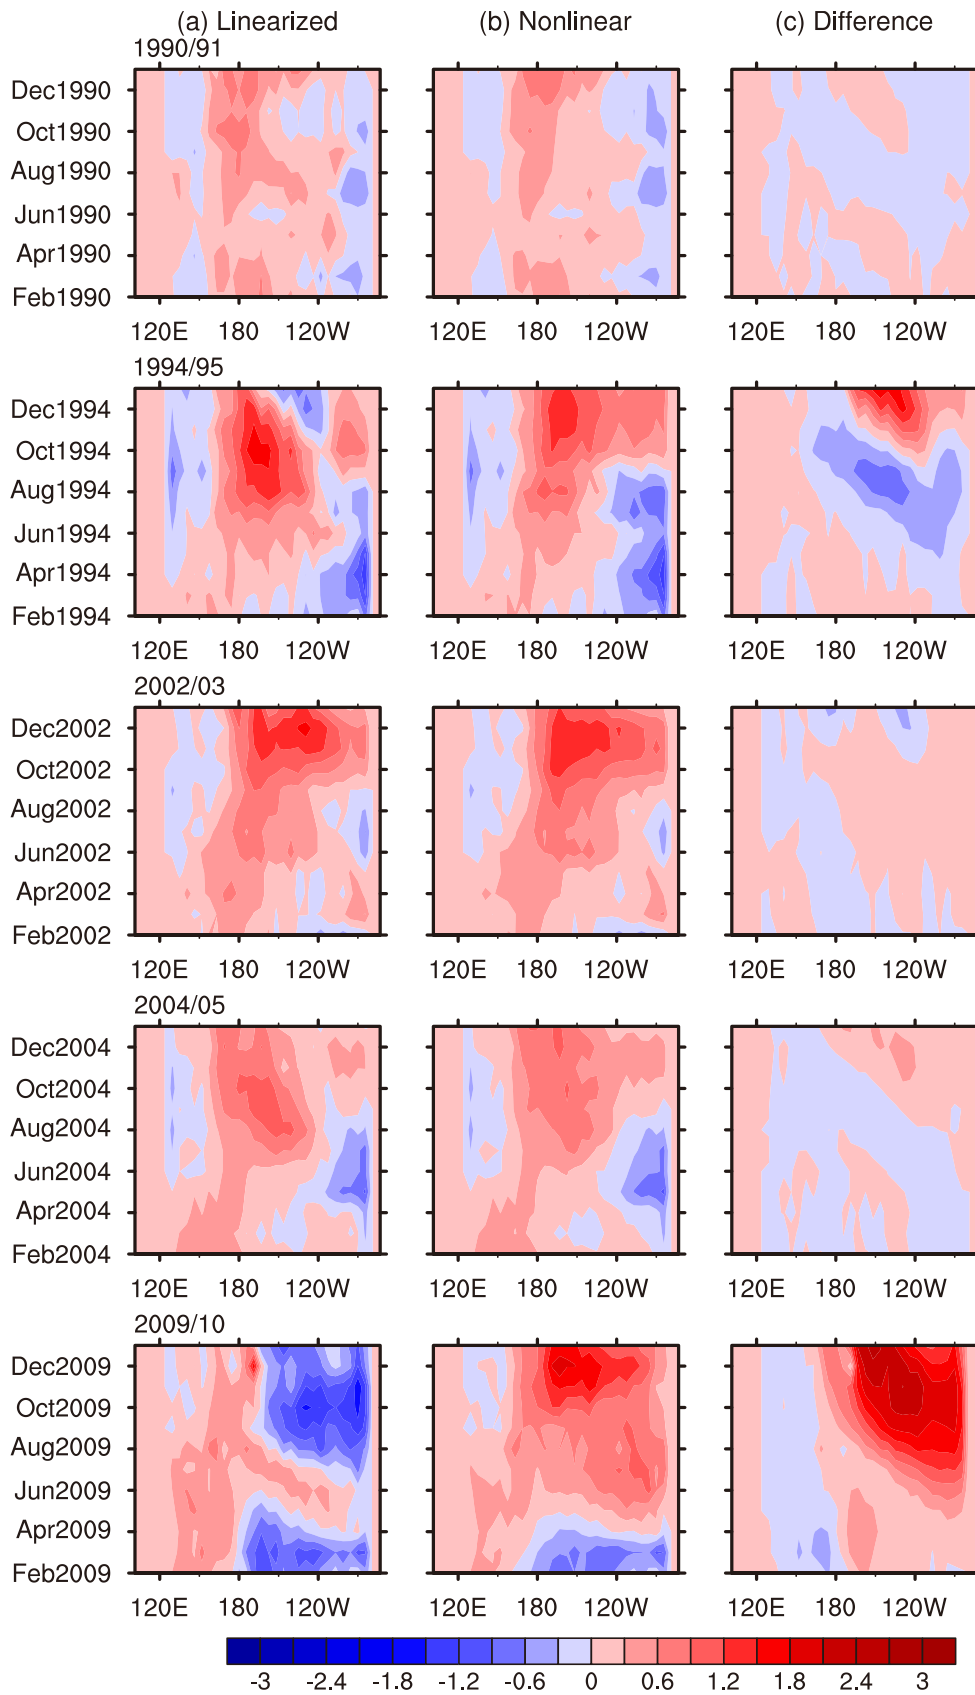 (a) Linearized (b) Nonlinear (c) Difference
1990/91
Dec1990
Oct1990
Aug1990
Jun1990
Apr1990
Feb1990
120E 180 120W 120E 180 120W 120E 180 120W
1994/95
Dec1994
Oct1994
Aug1994
Jun1994
Apr1994
Feb1994
120E 180 120W 120E 180 120W 120E 180 120W
2002/03
Dec2002
Oct2002
Aug2002
Jun2002
Apr2002
Feb2002
120E 180 120W 120E 180 120W 120E 180 120W
2004/05
Dec2004
Oct2004
Aug2004
Jun2004
Apr2004
Feb2004
120E 180 120W 120E 180 120W 120E 180 120W
2009/10
Dec2009
Oct2009
Aug2009
Jun2009
Apr2009
Feb2009
120E 180 120W 120E 180 120W 120E 180 120W
-3 -2.4 -1.8 -1.2 -0.6 0 0.6 1.2 1.8 2.4 3